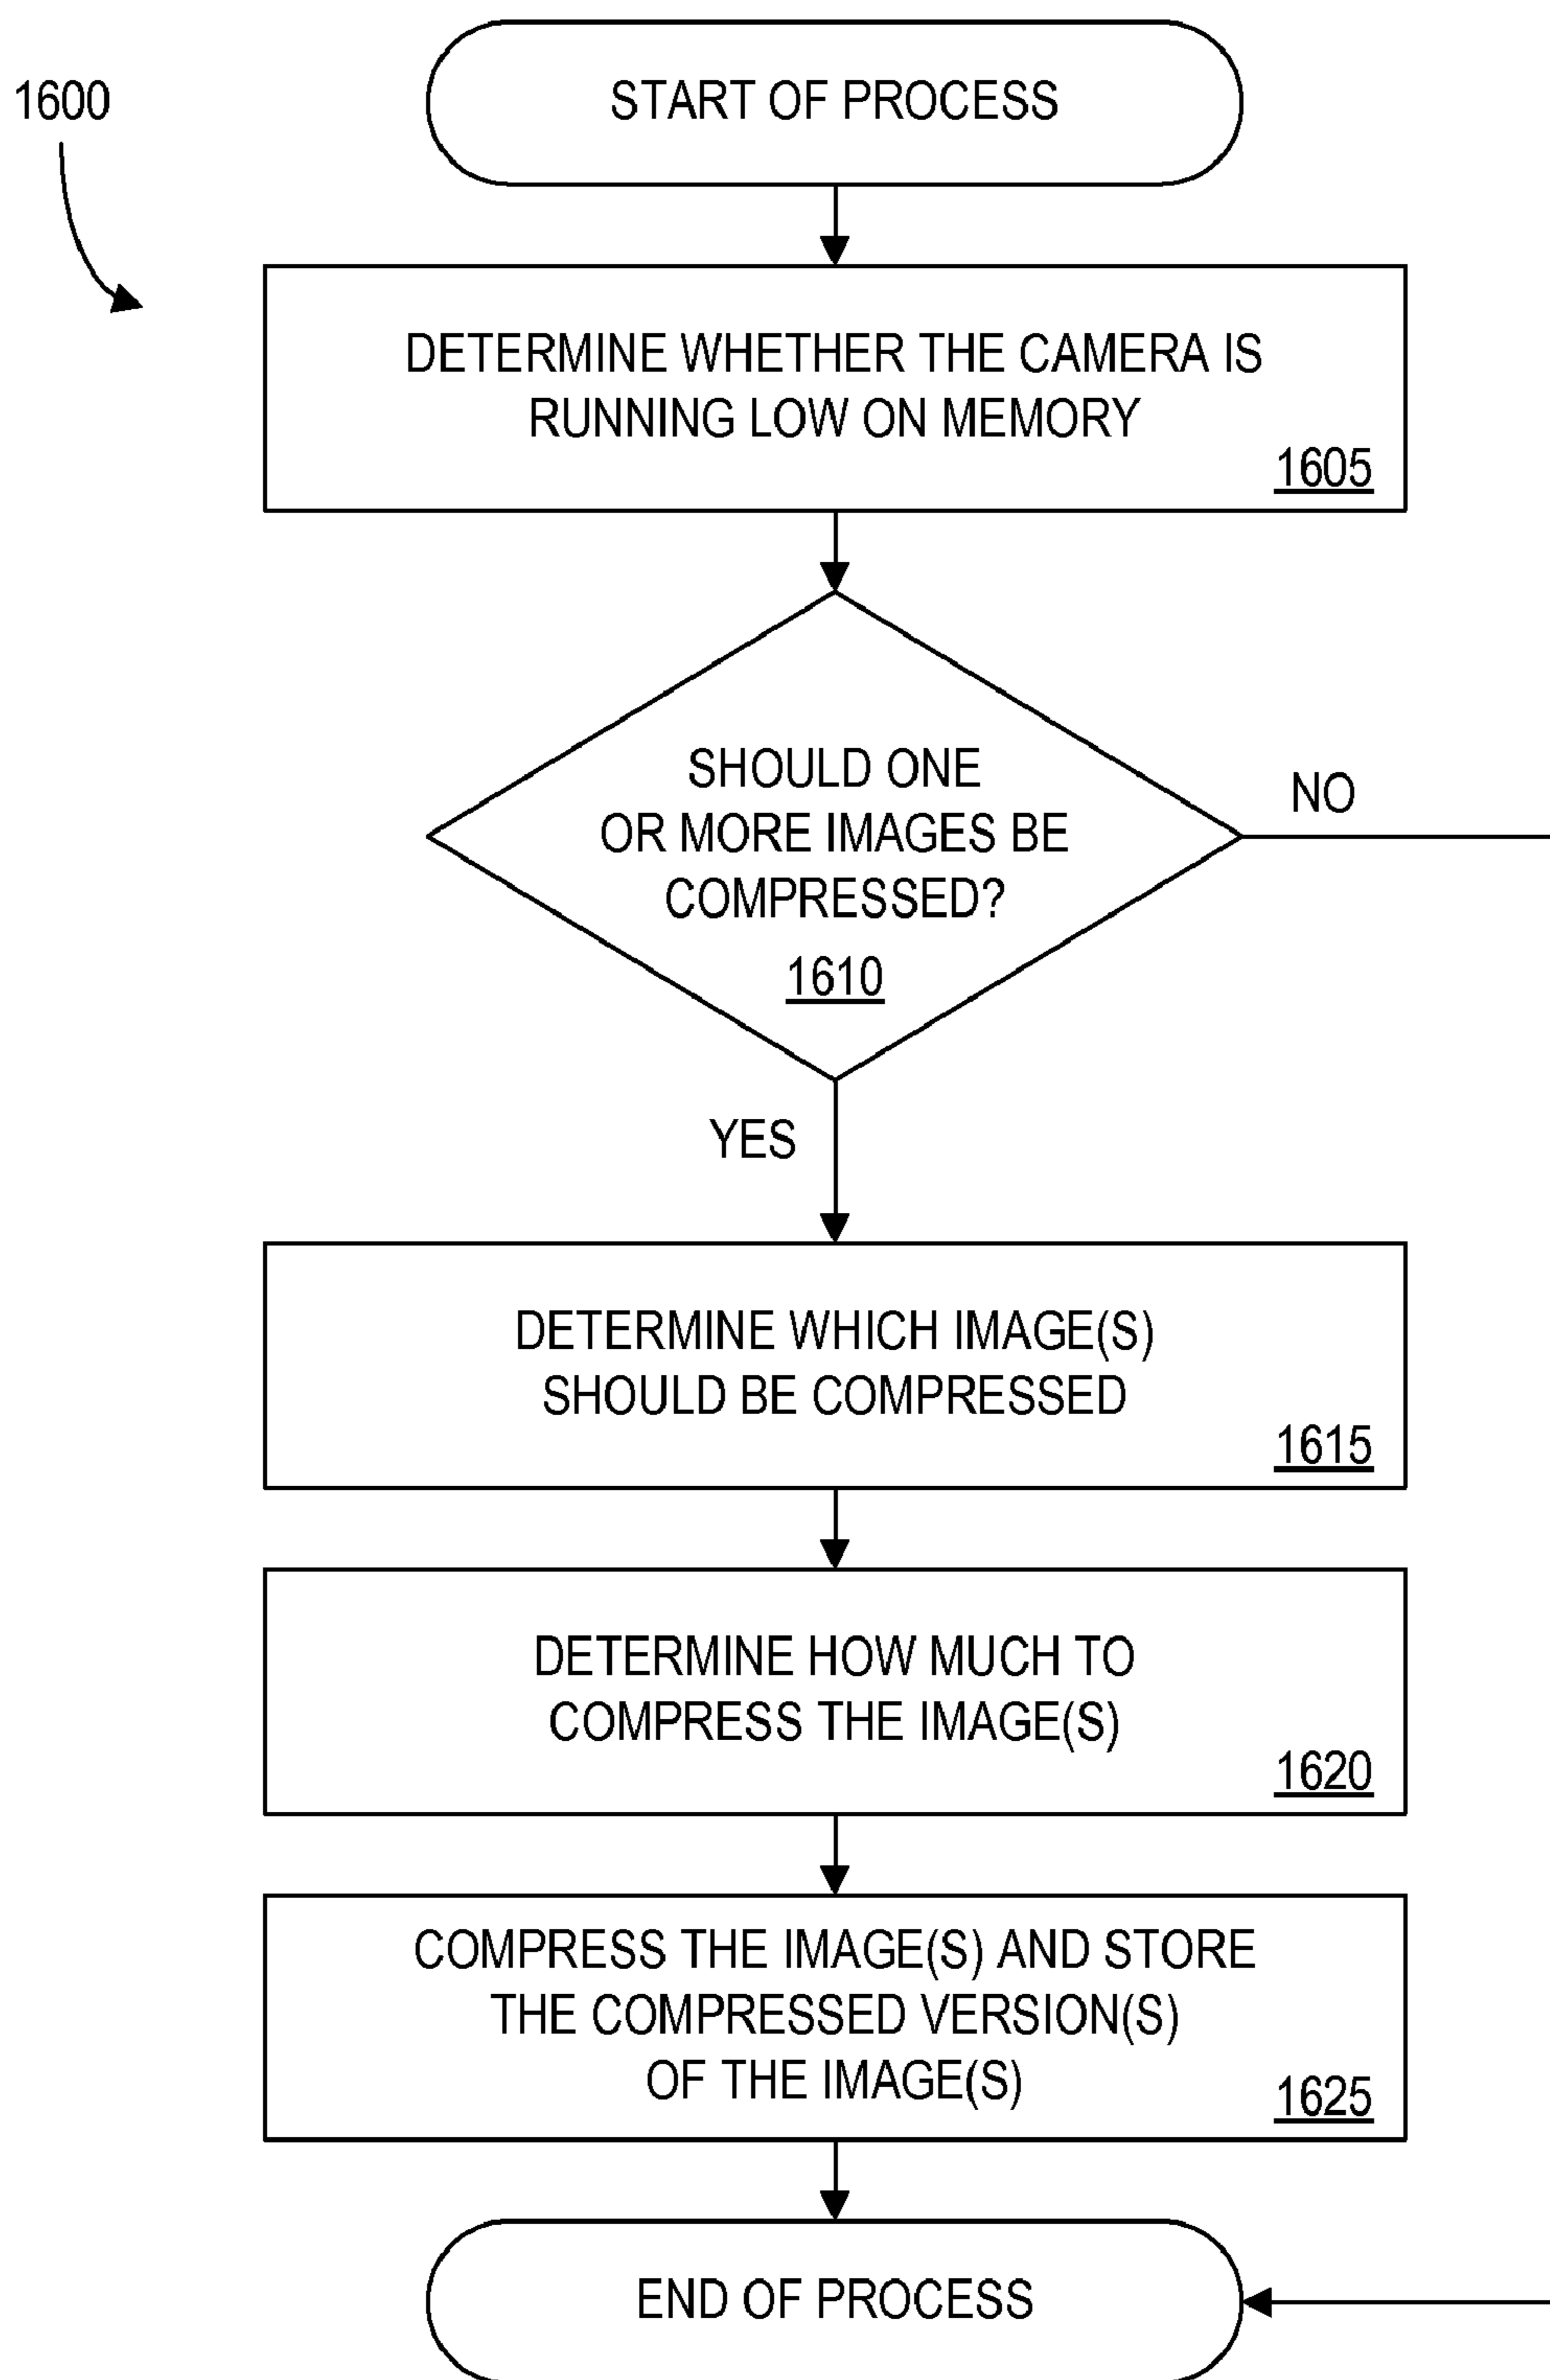 1600
START OF PROCESS
DETERMINE WHETHER THE CAMERA IS
RUNNING LOW ON MEMORY
1605
SHOULD ONE
OR MORE IMAGES BE
COMPRESSED?
1610
NO
YES
DETERMINE WHICH IMAGE(S)
SHOULD BE COMPRESSED
1615
DETERMINE HOW MUCH TO
COMPRESS THE IMAGE(S)
1620
COMPRESS THE IMAGE(S) AND STORE
THE COMPRESSED VERSION(S)
OF THE IMAGE(S)
1625
END OF PROCESS